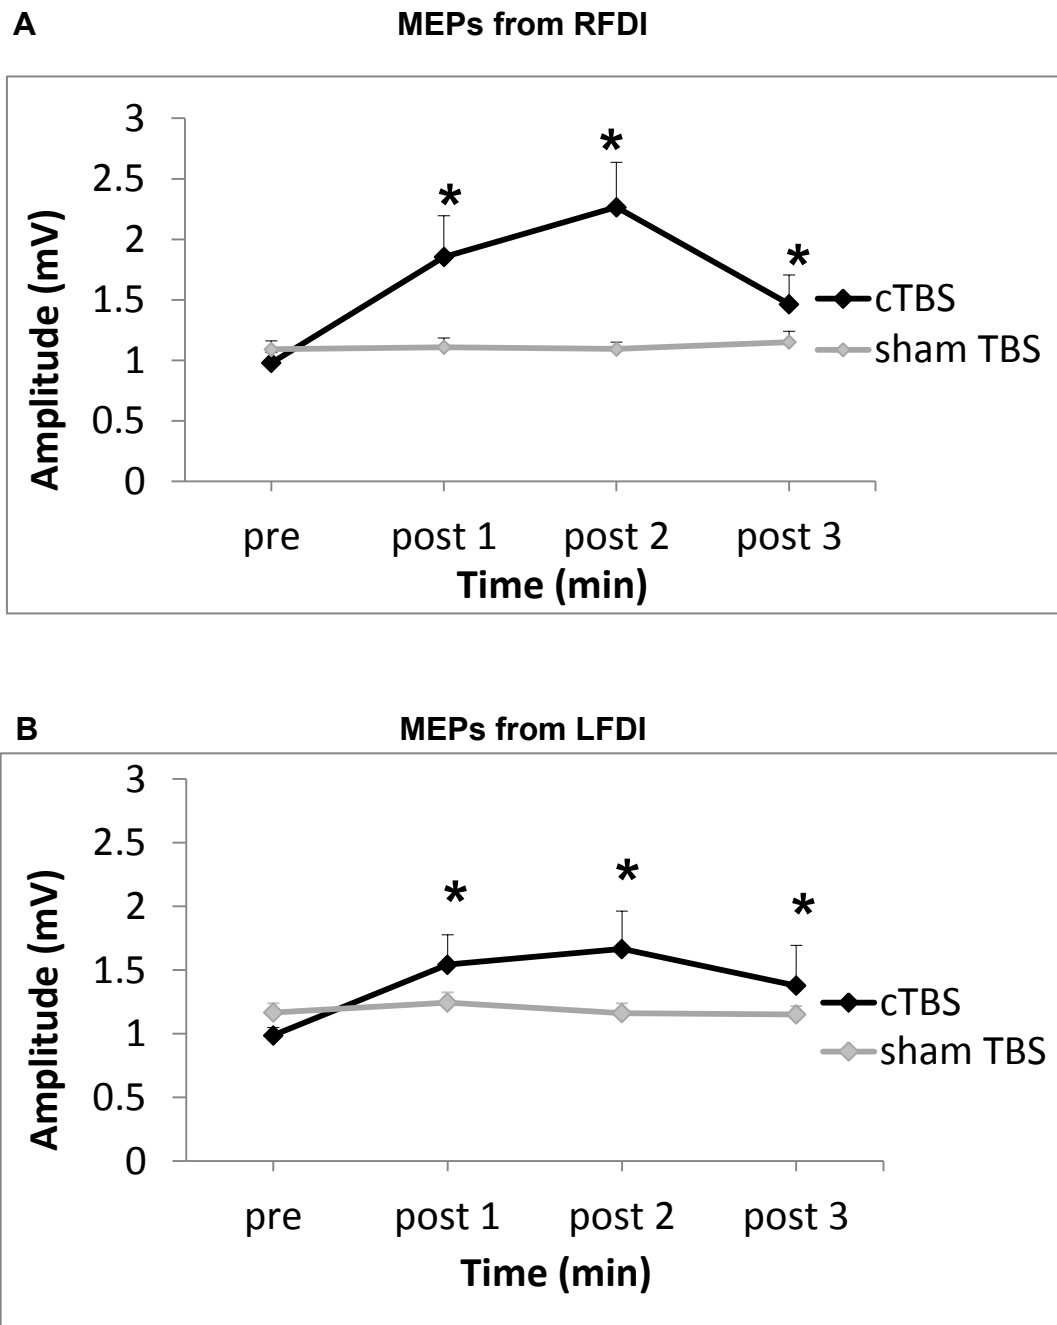 A
MEPs from RFDI
3
2.5
2
1.5
1
0.5
0
Amplitude (mV)
*
*
*
cTBS
sham TBS
pre
post 1
post 2
post 3
Time (min)
B
MEPs from LFDI
3
2.5
2
1.5
1
0.5
0
Amplitude (mV)
*
*
*
cTBS
sham TBS
pre
post 1
post 2
post 3
Time (min)